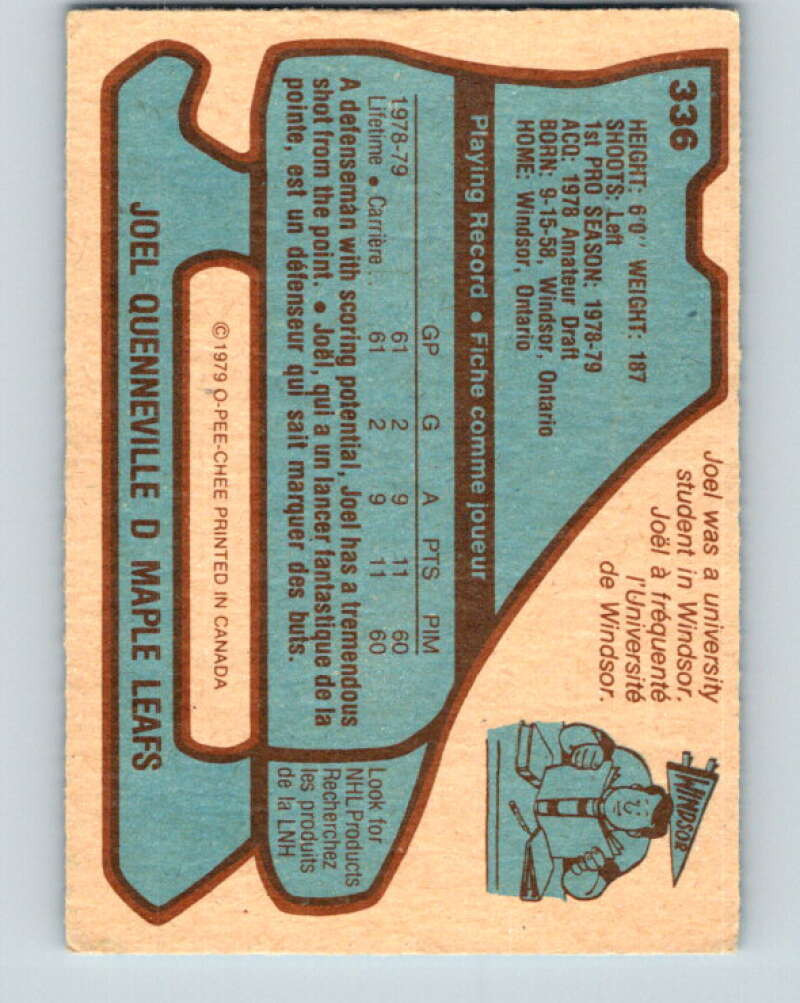 336
HEIGHT: 6'0" WEIGHT: 187
SHOOTS: Left
1st PRO SEASON: 1978-79
ACQ: 1978 Amateur Draft
BORN: 9-15-58, Windsor, Ontario
HOME: Windsor, Ontario
Joel was a university
student in Windsor.
Joël à fréquenté
l'Université
de Windsor.
WINDSOR
Playing Record • Fiche comme joueur
GP G A PTS PIM
1978-79 61 2 9 11 60
Lifetime • Carrière... 61 2 9 11 60
A defenseman with scoring potential, Joel has a tremendous
shot from the point. • Joël, qui a un lancer fantastique de la
pointe, est un défenseur qui sait marquer des buts.
Look for
NHL Products
Recherchez
les produits
de la LNH
©1979 O-PEE-CHEE PRINTED IN CANADA
JOEL QUENNEVILLE D MAPLE LEAFS